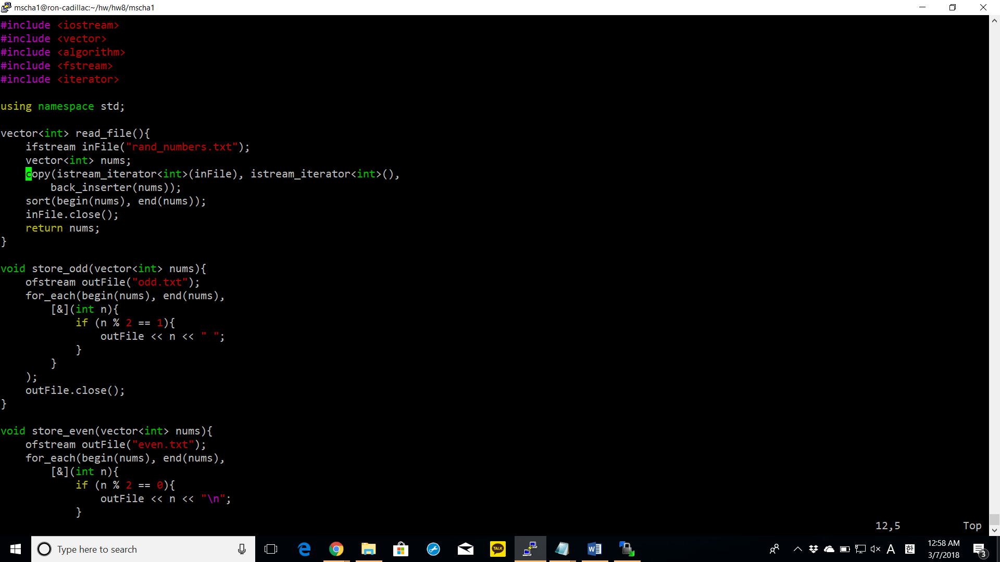 mscha1@ron-cadillac:~/hw/hw8/mscha1
#include <iostream>
#include <vector>
#include <algorithm>
#include <fstream>
#include <iterator>

using namespace std;

vector<int> read_file(){
    ifstream inFile("rand_numbers.txt");
    vector<int> nums;
    copy(istream_iterator<int>(inFile), istream_iterator<int>(),
        back_inserter(nums));
    sort(begin(nums), end(nums));
    inFile.close();
    return nums;
}

void store_odd(vector<int> nums){
    ofstream outFile("odd.txt");
    for_each(begin(nums), end(nums),
        [&](int n){
            if (n % 2 == 1){
                outFile << n << " ";
            }
        }
    );
    outFile.close();
}

void store_even(vector<int> nums){
    ofstream outFile("even.txt");
    for_each(begin(nums), end(nums),
        [&](int n){
            if (n % 2 == 0){
                outFile << n << "\n";
            }
12,5 Top
Type here to search
TALK
A 한
12:58 AM
3/7/2018
3